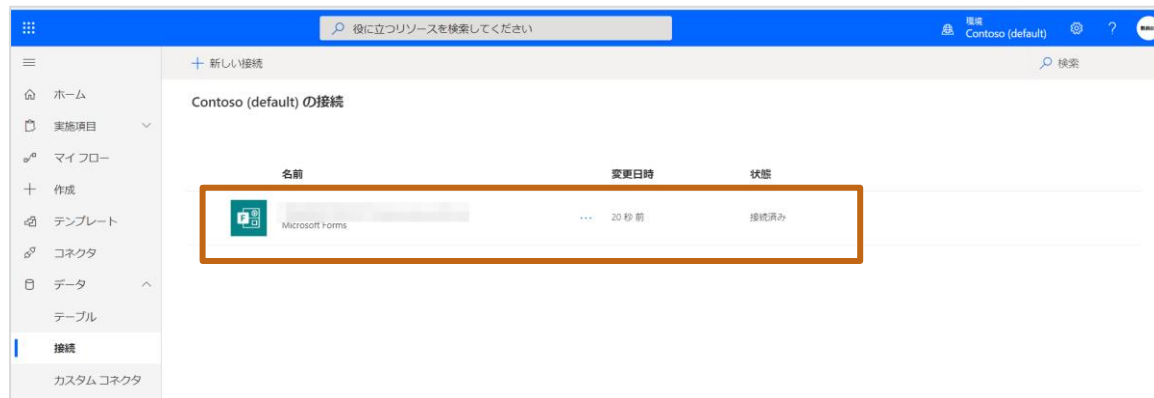 役に立つリソースを検索してください
環境
Contoso (default)
?
新しい接続
検索
ホーム
Contoso (default) の接続
実施項目
マイ フロー
名前
変更日時
状態
作成
テンプレート
Microsoft Forms
20 秒 前
接続済み
コネクタ
データ
テーブル
接続
カスタム コネクタ